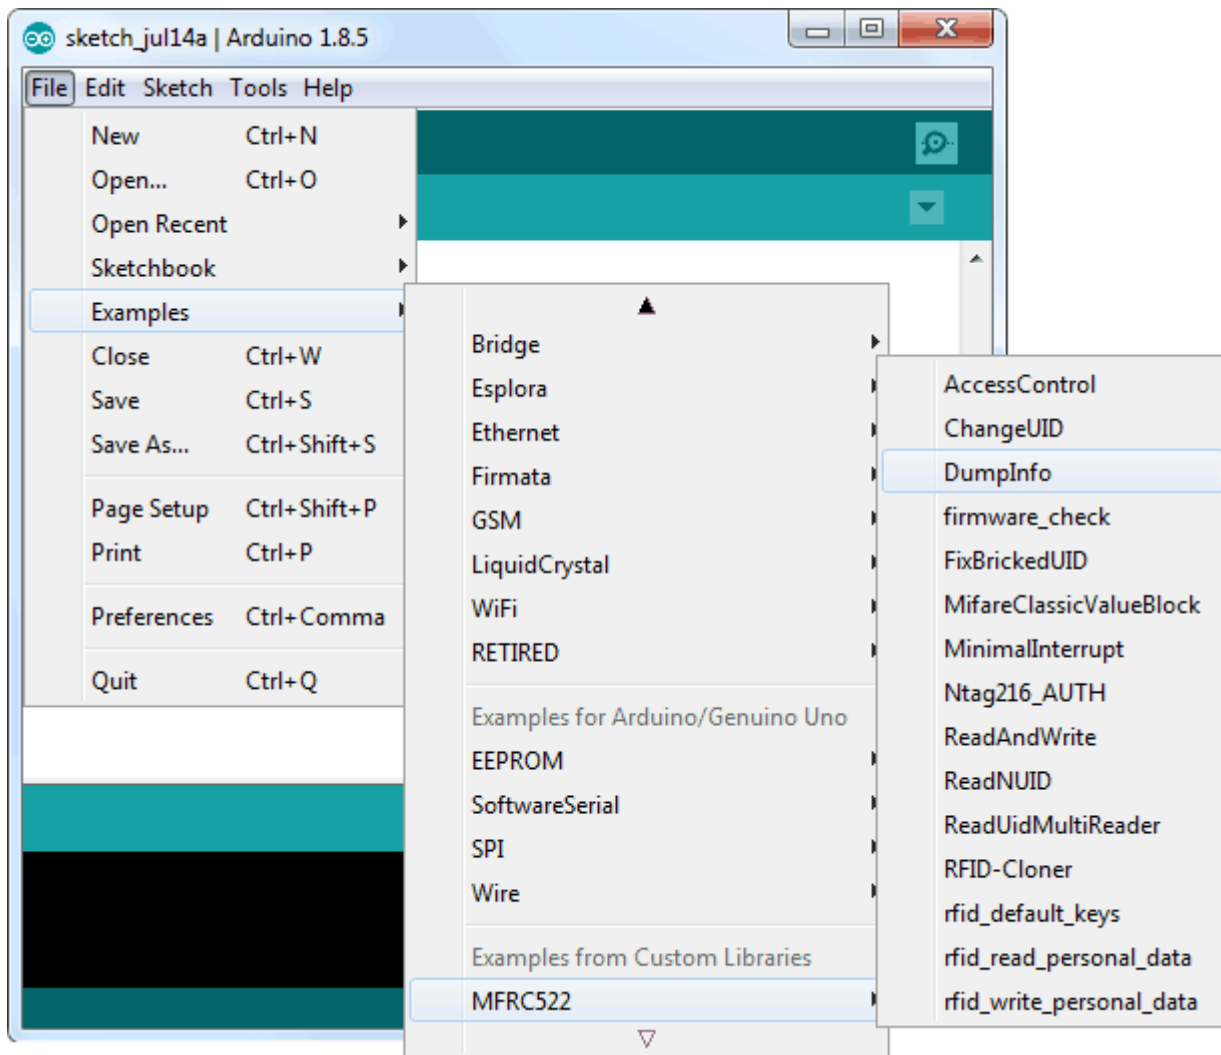 sketch_jul14a | Arduino 1.8.5
File Edit Sketch Tools Help
New Ctrl+N
Open... Ctrl+O
Open Recent
Sketchbook
Examples
Close Ctrl+W
Save Ctrl+S
Save As... Ctrl+Shift+S
Page Setup Ctrl+Shift+P
Print Ctrl+P
Preferences Ctrl+Comma
Quit Ctrl+Q
Bridge
Esplora
Ethernet
Firmata
GSM
LiquidCrystal
WiFi
RETIRED
Examples for Arduino/Genuino Uno
EEPROM
SoftwareSerial
SPI
Wire
Examples from Custom Libraries
MFRC522
AccessControl
ChangeUID
DumpInfo
firmware_check
FixBrickedUID
MifareClassicValueBlock
MinimalInterrupt
Ntag216_AUTH
ReadAndWrite
ReadNUID
ReadUidMultiReader
RFID-Cloner
rfid_default_keys
rfid_read_personal_data
rfid_write_personal_data